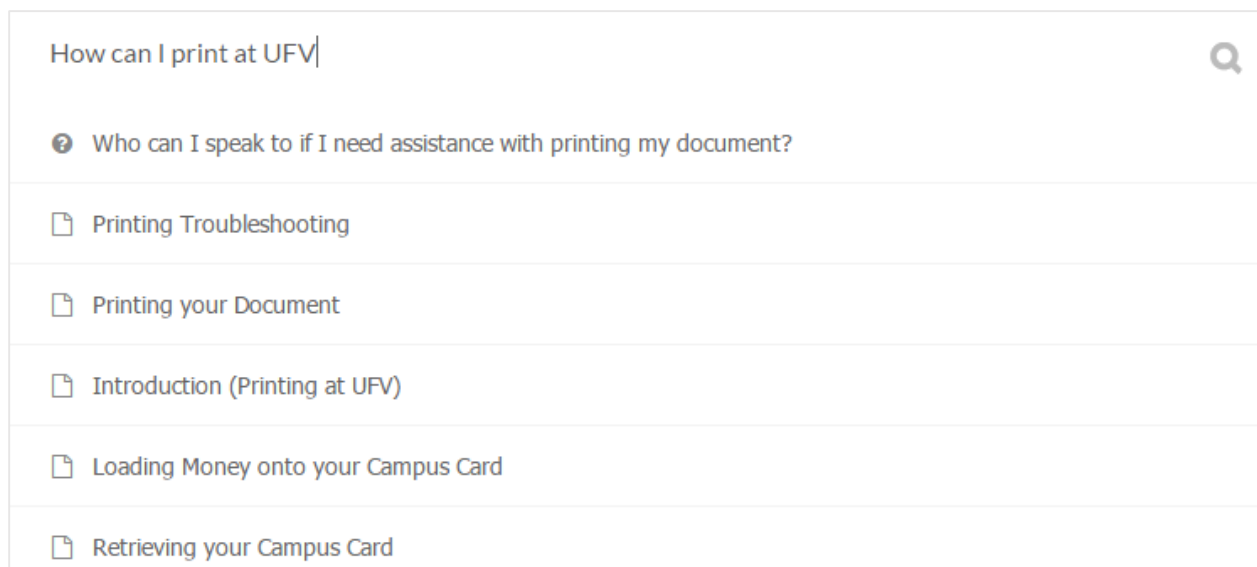 How can I print at UFV
Who can I speak to if I need assistance with printing my document?
Printing Troubleshooting
Printing your Document
Introduction (Printing at UFV)
Loading Money onto your Campus Card
Retrieving your Campus Card